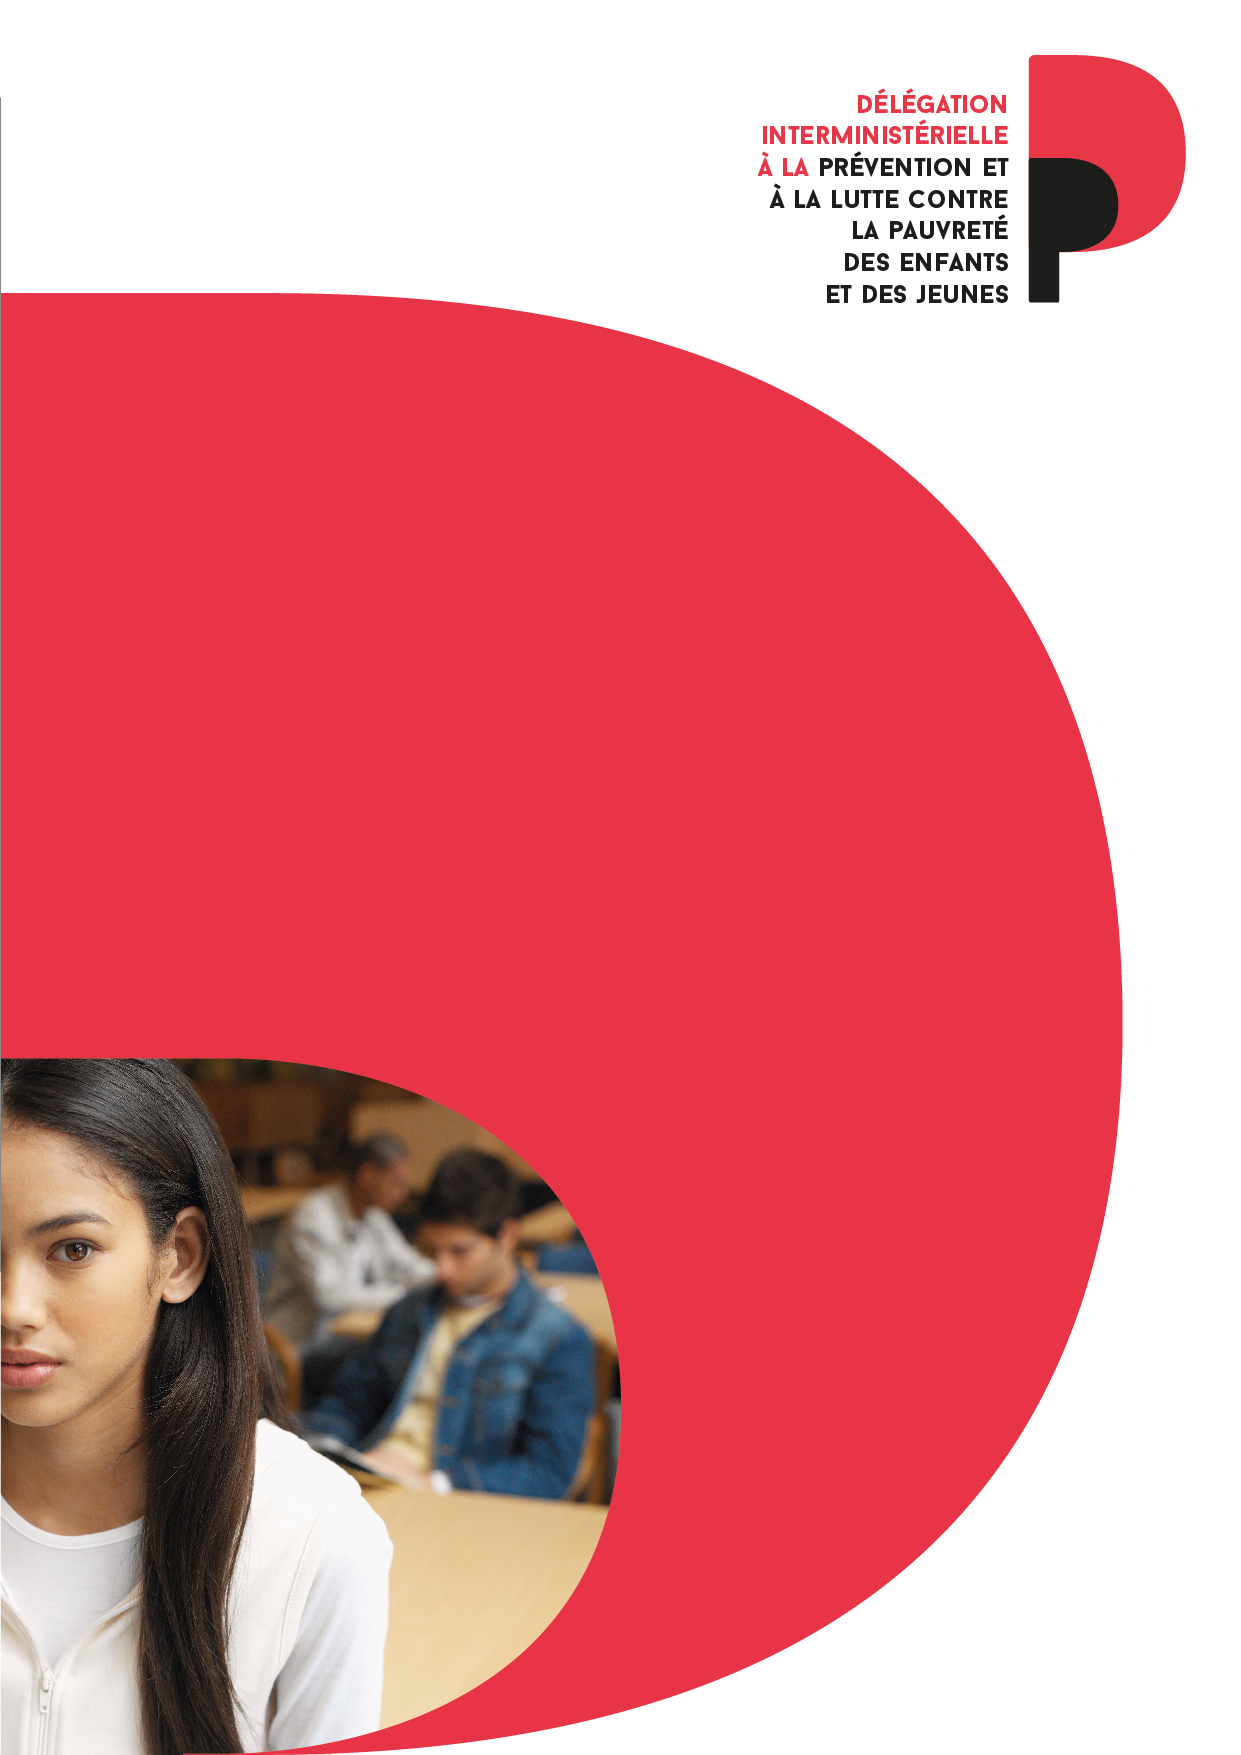 DÉLÉGATION
INTERMINISTÉRIELLE
À LA PRÉVENTION ET
À LA LUTTE CONTRE
LA PAUVRETÉ
DES ENFANTS
ET DES JEUNES